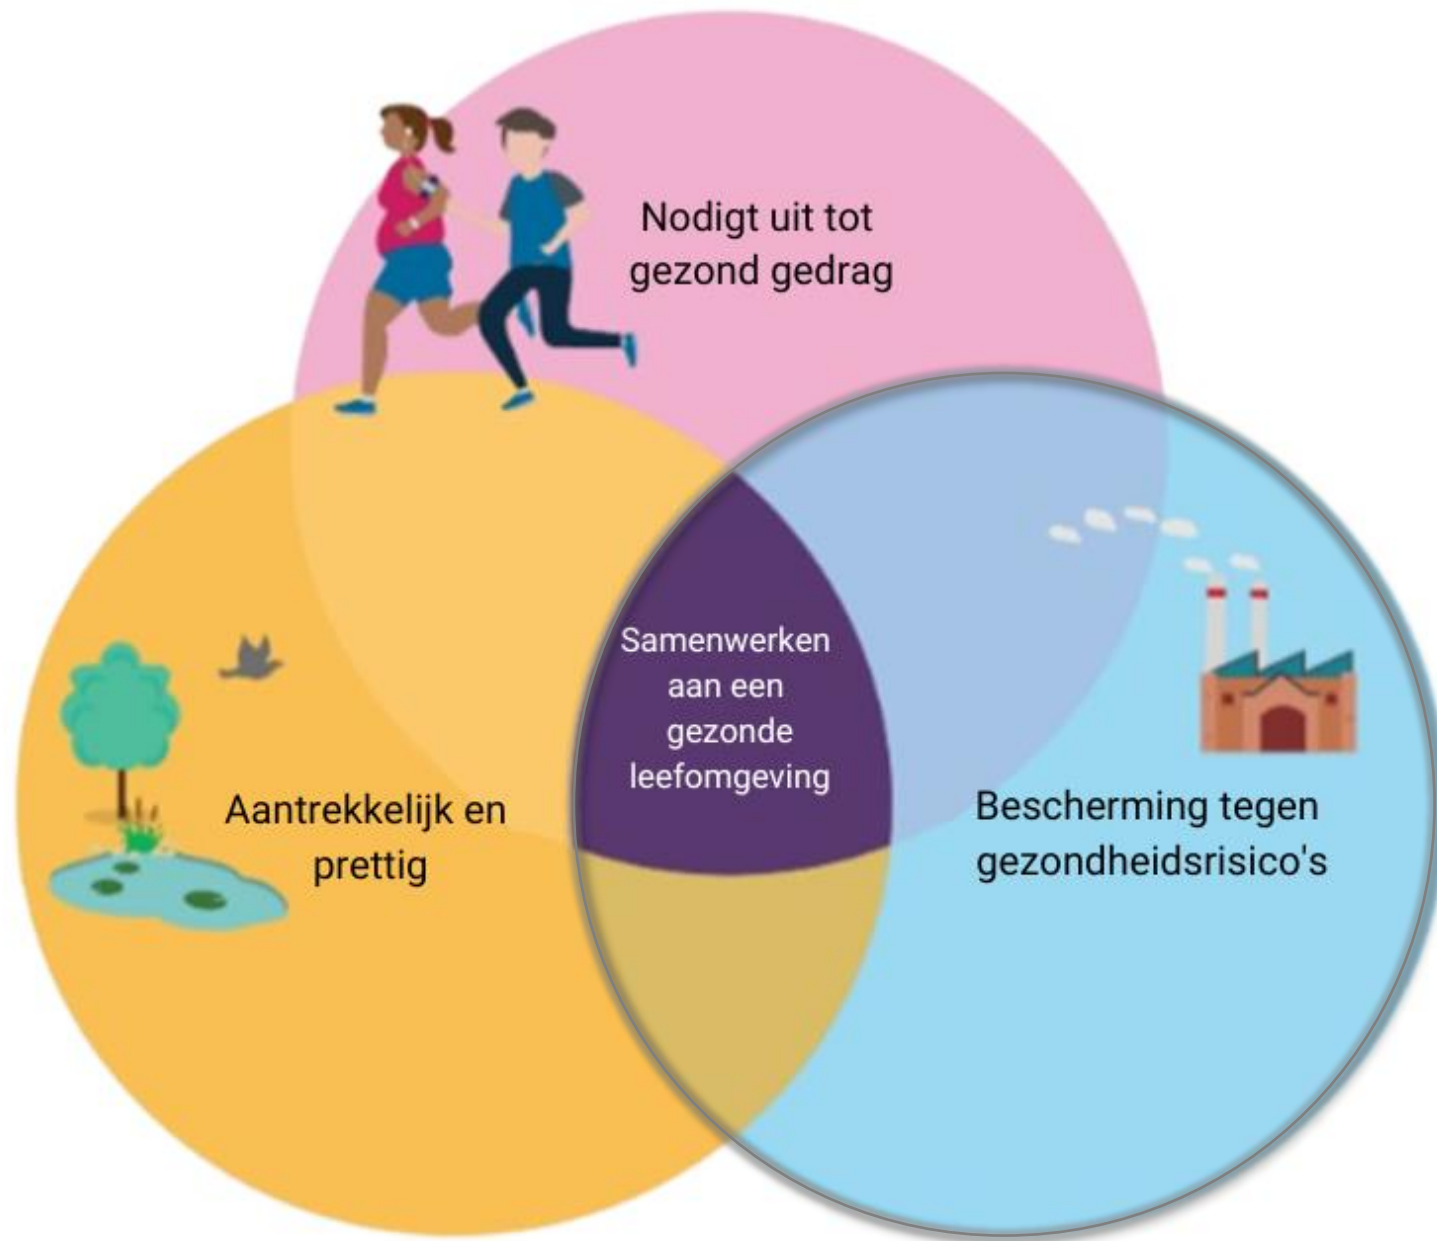 Nodigt uit tot
gezond gedrag
Samenwerken
aan een
gezonde
leefomgeving
Aantrekkelijk en
prettig
Bescherming tegen
gezondheidsrisico's